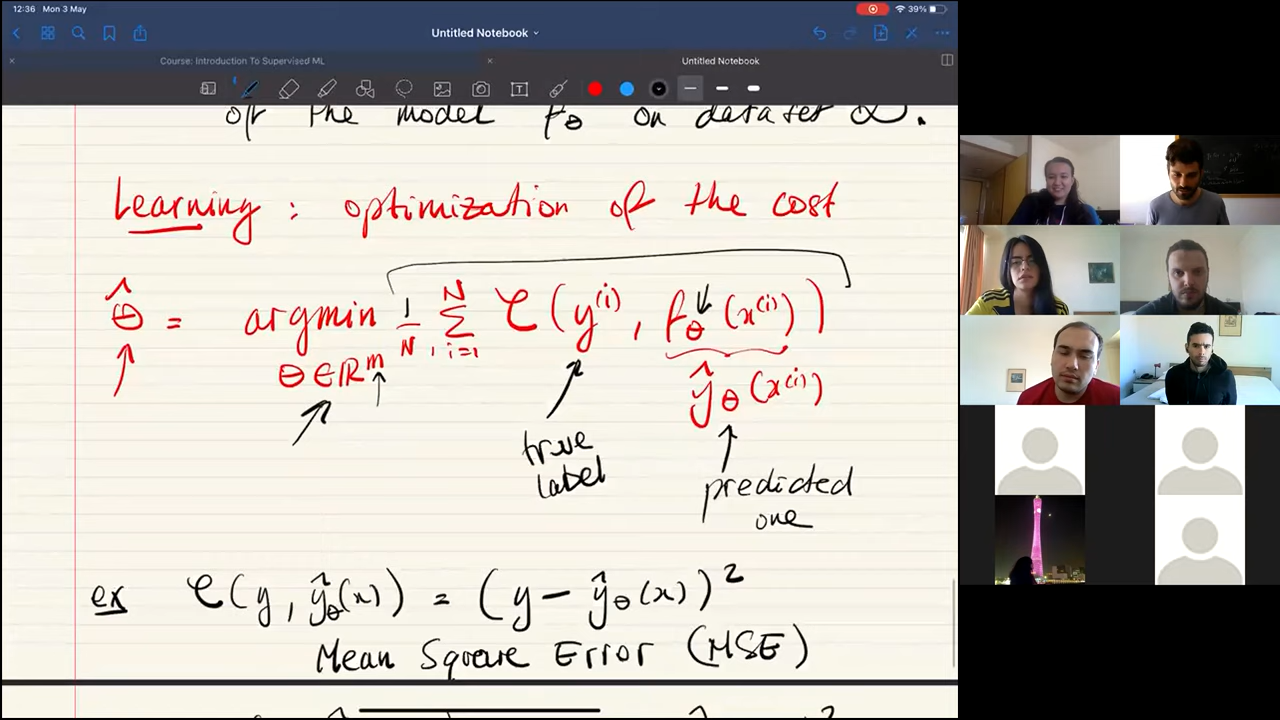 12:36 Mon 3 May
39%
Untitled Notebook
Course: Introduction To Supervised ML
Untitled Notebook
of the model fθ on dataset D.
Learning : optimization of the cost
θ̂ = argmin 1/N Σ ℓ(y⁽ⁱ⁾, fθ(x⁽ⁱ⁾))
N
i=1
θ ∈ ℝᵐ
ŷθ(x⁽ⁱ⁾)
true
label
predicted
one
ex ℓ(y, ŷθ(x)) = (y − ŷθ(x))²
Mean Square Error (MSE)